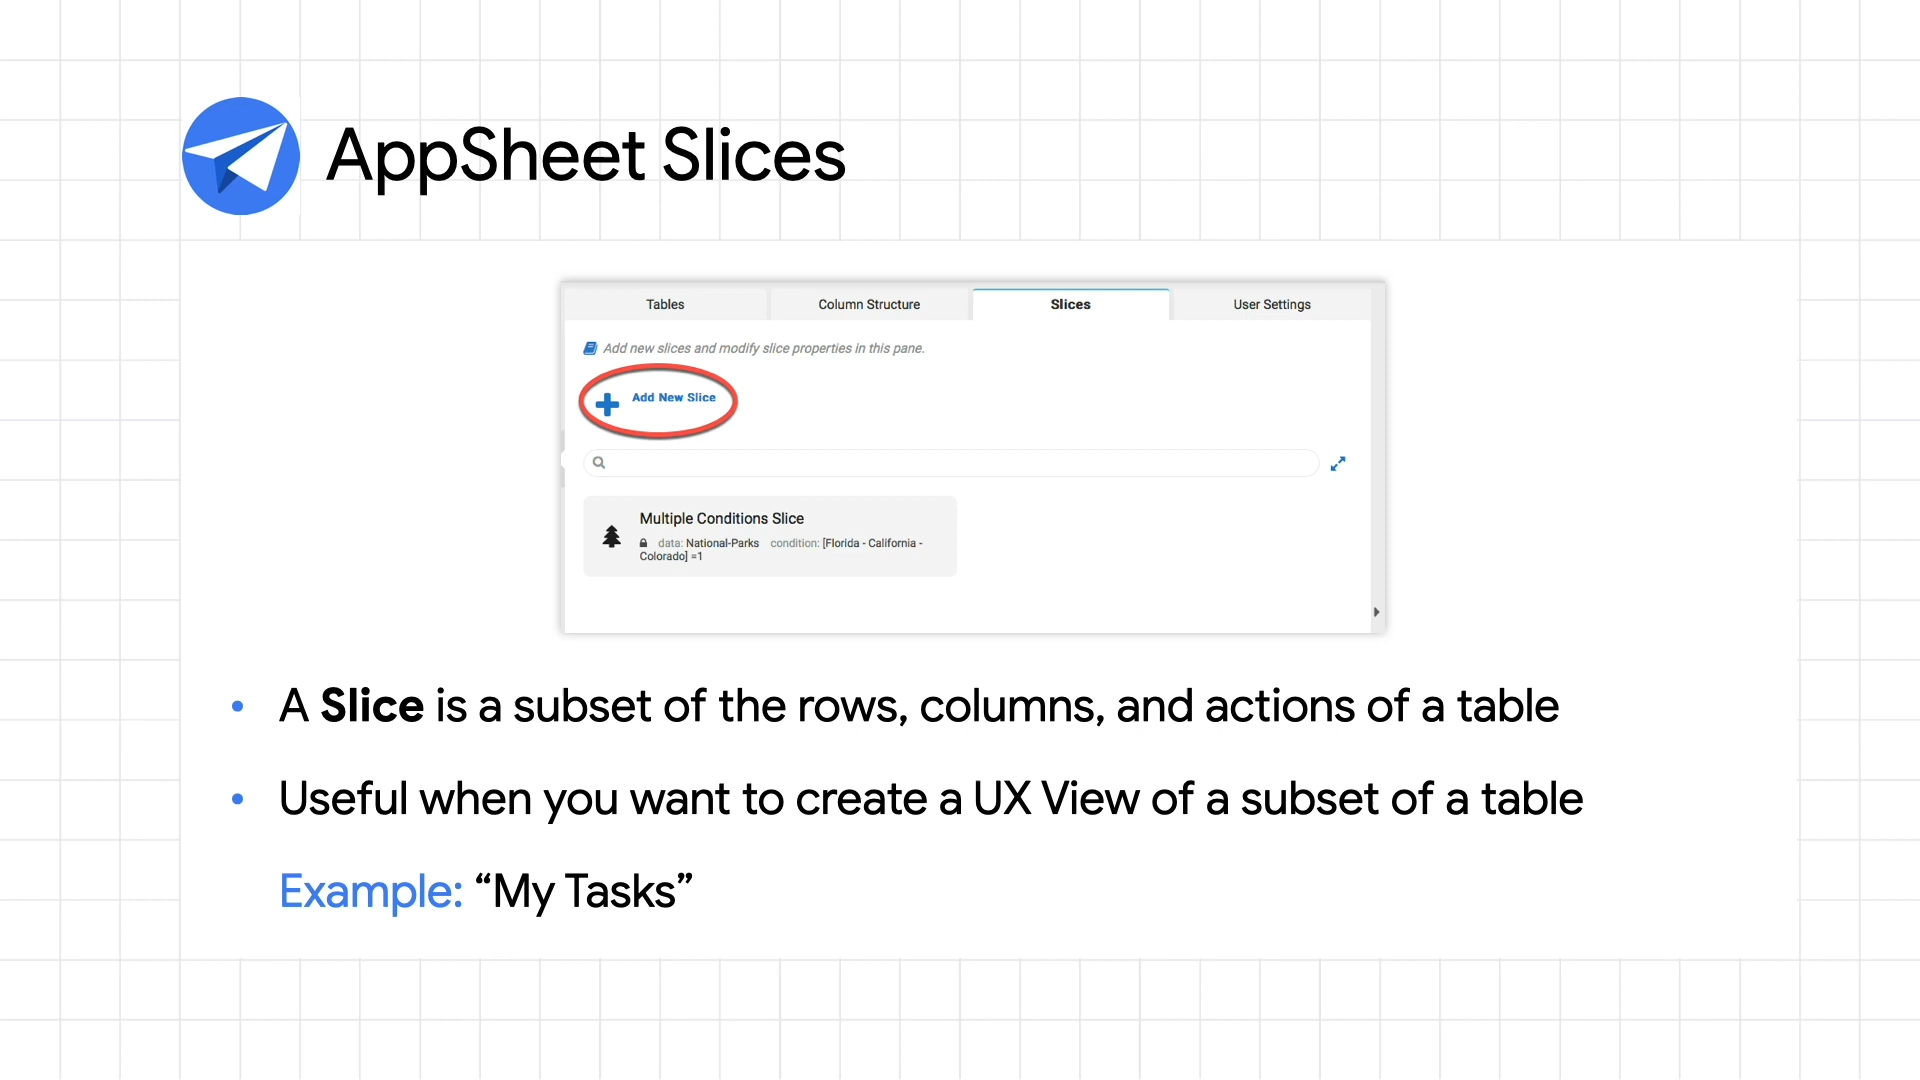 AppSheet Slices
Tables
Column Structure
Slices
User Settings
Add new slices and modify slice properties in this pane.
Add New Slice
Multiple Conditions Slice
data: National-Parks condition: [Florida - California -
Colorado] =1
• A Slice is a subset of the rows, columns, and actions of a table
• Useful when you want to create a UX View of a subset of a table
Example: “My Tasks”